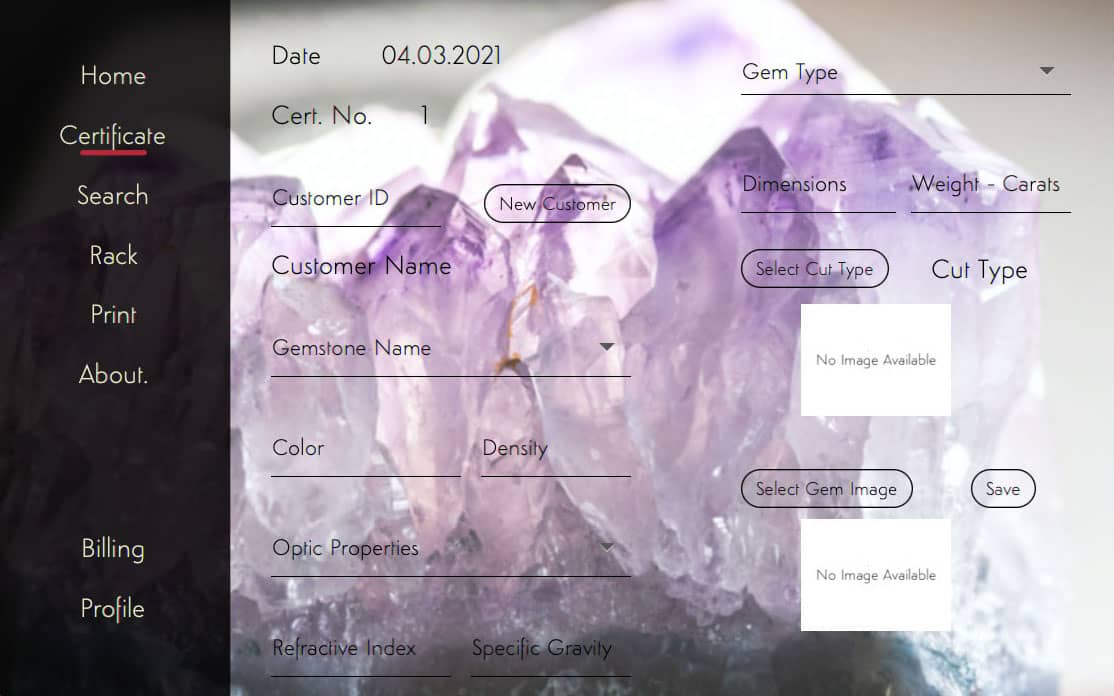 Home
Certificate
Search
Rack
Print
About.
Billing
Profile
Date 04.03.2021
Cert. No. 1
Customer ID New Customer
Customer Name
Gemstone Name
Color Density
Optic Properties
Refractive Index Specific Gravity
Gem Type
Dimensions Weight - Carats
Select Cut Type Cut Type
No Image Available
Select Gem Image Save
No Image Available